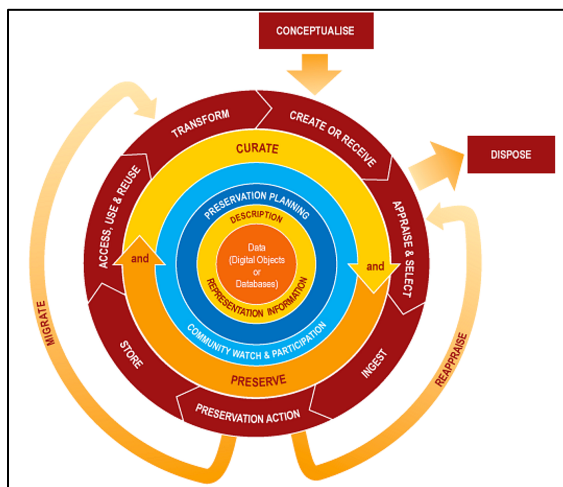 CONCEPTUALISE
DISPOSE
TRANSFORM
CREATE OR RECEIVE
APPRAISE & SELECT
INGEST
PRESERVATION ACTION
STORE
ACCESS, USE & REUSE
CURATE
and
PRESERVE
and
PRESERVATION PLANNING
COMMUNITY WATCH & PARTICIPATION
DESCRIPTION
REPRESENTATION INFORMATION
Data
(Digital Objects
or
Databases)
MIGRATE
REAPPRAISE